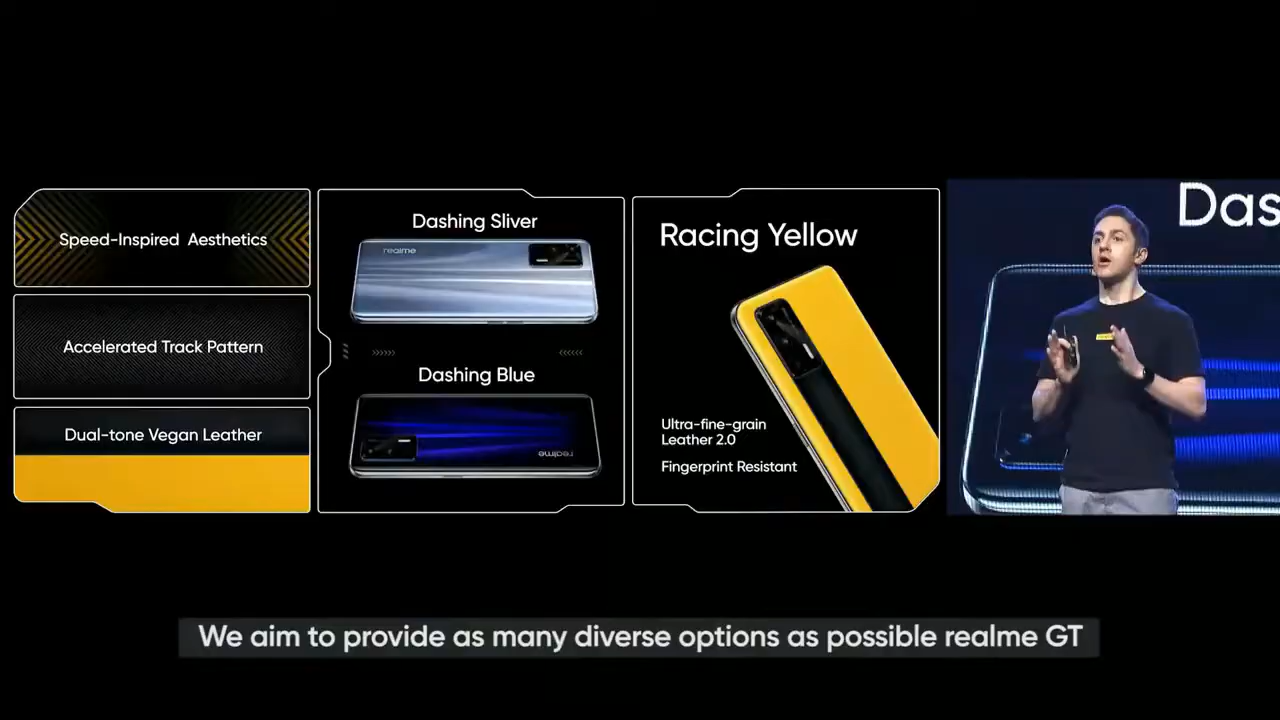 Speed-Inspired Aesthetics
Accelerated Track Pattern
Dual-tone Vegan Leather
Dashing Sliver
realme
Dashing Blue
realme
Racing Yellow
Ultra-fine-grain
Leather 2.0
Fingerprint Resistant
Das
We aim to provide as many diverse options as possible realme GT